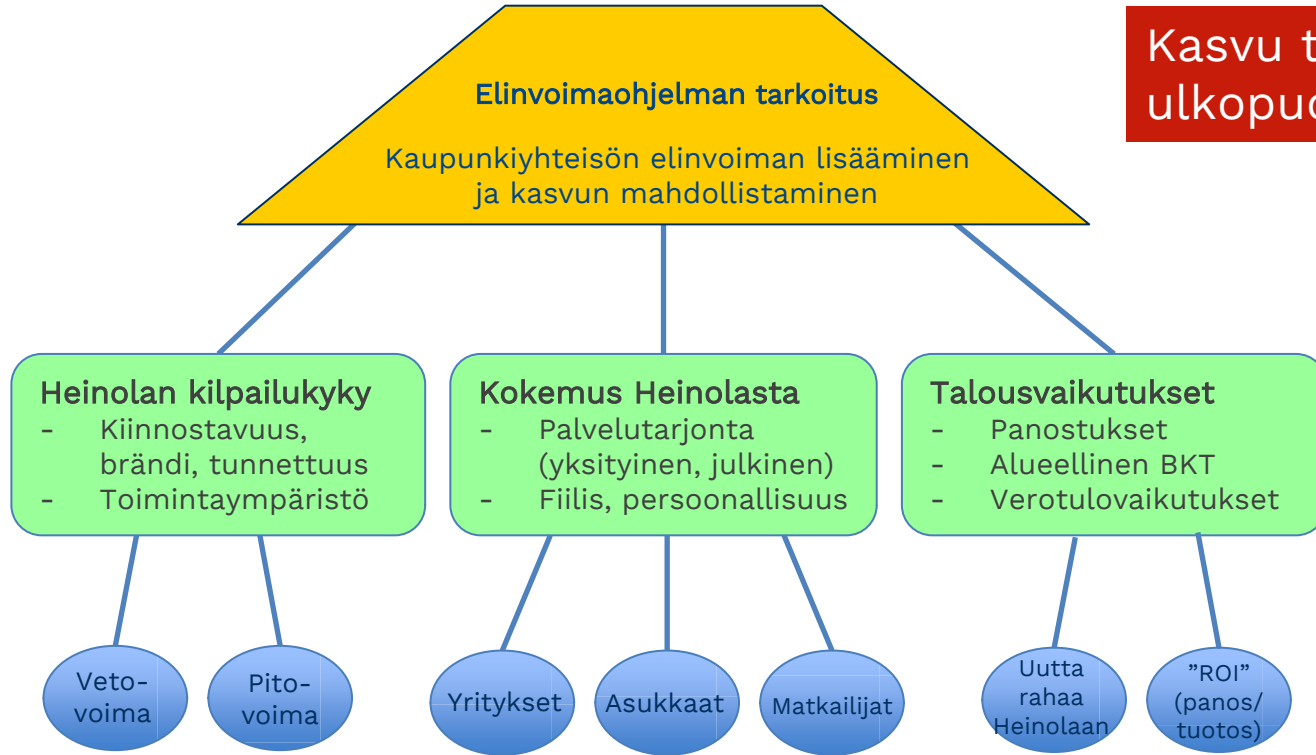 Kasvu
Elinvoimaohjelman tarkoitus
Kaupunkiyhteisön elinvoiman lisääminen
ja kasvun mahdollistaminen
Heinolan kilpailukyky
- Kiinnostavuus,
brändi, tunnettuus
- Toimintaympäristö
Kokemus Heinolasta
- Palvelutarjonta
(yksityinen, julkinen)
- Fiilis, persoonallisuus
Talousvaikutukset
- Panostukset
- Alueellinen BKT
- Verotulovaikutukset
Veto-
voima
Pito-
voima
Yritykset
Asukkaat
Matkailijat
Uutta
rahaa
Heinolaan
”ROI”
(panos/
tuotos)